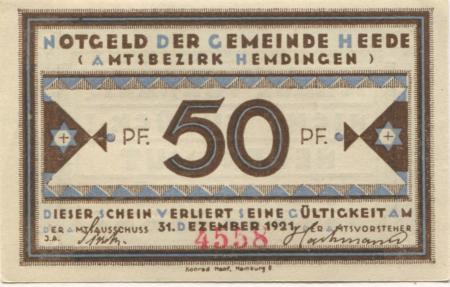 NOTGELD DER GEMEINDE HEEDE
( AMTSBEZIRK HEMDINGEN )
PF. 50 PF.
DIESER SCHEIN VERLIERT SEINE GÜLTIGKEIT AM
DER AMTSAUSSCHUSS 31. DEZEMBER 1921 DER AMTSVORSTEHER
J.A. 4558
Konrad Hanf, Hamburg 8